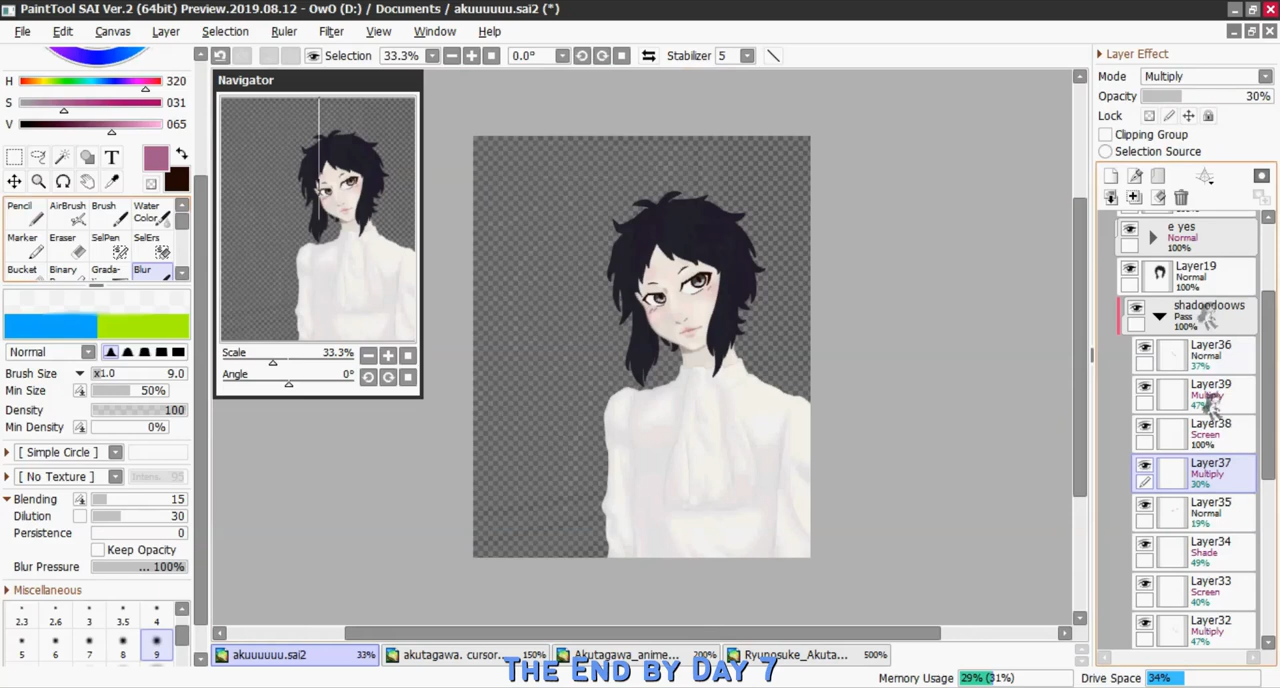 PaintTool SAI Ver.2 (64bit) Preview.2019.08.12 - OwO (D:) / Documents / akuuuuuu.sai2 (*)
File Edit Canvas Layer Selection Ruler Filter View Window Help
Selection 33.3% 0.0° Stabilizer 5
H 320
S 031
V 065
T
Pencil AirBrush Brush Water Color
Marker Eraser SelPen SelErs
Bucket Binary Grada- Blur
Normal
Brush Size x1.0 9.0
Min Size 50%
Density 100
Min Density 0%
[ Simple Circle ]
[ No Texture ] Intens. 95
Blending 15
Dilution 30
Persistence 0
Keep Opacity
Blur Pressure ... 100%
Miscellaneous
2.3 2.6 3 3.5 4
5 6 7 8 9
Navigator
Scale 33.3%
Angle 0°
Layer Effect
Mode Multiply
Opacity 30%
Lock
Clipping Group
Selection Source
e yes
Normal
100%
Layer19
Normal
100%
Pass
100%
Layer36
Normal
37%
Layer39
Multiply
47%
Layer38
Screen
100%
Layer37
Multiply
30%
Layer35
Normal
19%
Layer34
Shade
49%
Layer33
Screen
40%
Layer32
Multiply
47%
akuuuuuu.sai2 33% akutagawa. cursor... 150% Akutagawa_anime... 200% Ryunosuke_Akuta... 500%
The End by Day 7
Memory Usage 29% (31%) Drive Space 34%